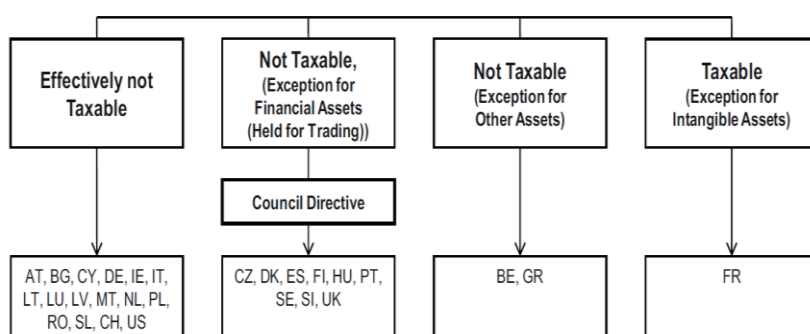 Effectively not
Taxable
Not Taxable,
(Exception for
Financial Assets
(Held for Trading))
Not Taxable
(Exception for
Other Assets)
Taxable
(Exception for
Intangible Assets)
Council Directive
AT, BG, CY, DE, IE, IT,
LT, LU, LV, MT, NL, PL,
RO, SL, CH, US
CZ, DK, ES, FI, HU, PT,
SE, SI, UK
BE, GR
FR